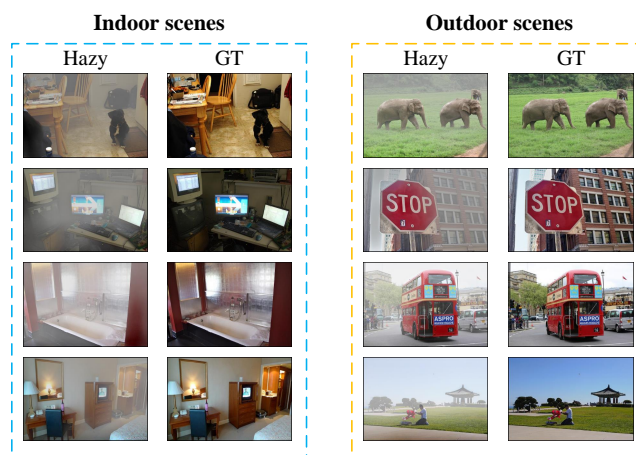 Indoor scenes
Outdoor scenes
Hazy GT
Hazy GT
STOP
STOP
ASPRO
ASPRO